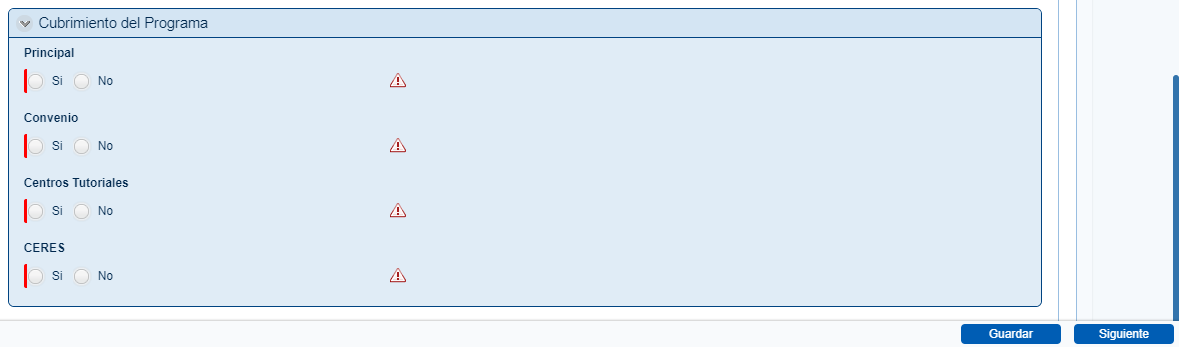 Cubrimiento del Programa
Principal
Si No
Convenio
Si No
Centros Tutoriales
Si No
CERES
Si No
Guardar Siguiente